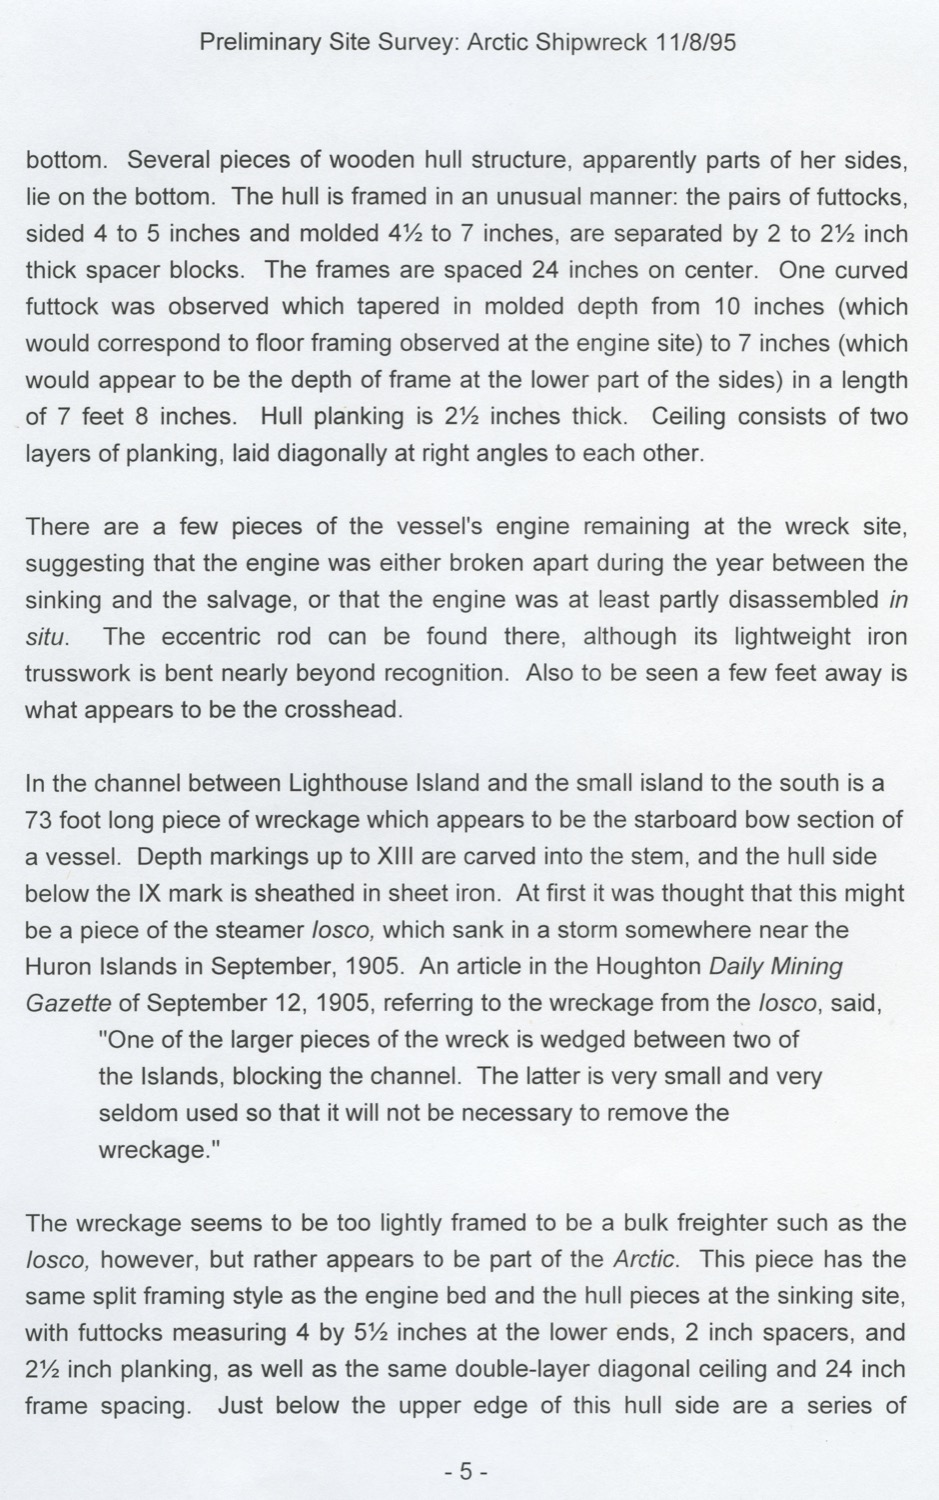 Preliminary Site Survey: Arctic Shipwreck 11/8/95
bottom. Several pieces of wooden hull structure, apparently parts of her sides,
lie on the bottom. The hull is framed in an unusual manner: the pairs of futtocks,
sided 4 to 5 inches and molded 4½ to 7 inches, are separated by 2 to 2½ inch
thick spacer blocks. The frames are spaced 24 inches on center. One curved
futtock was observed which tapered in molded depth from 10 inches (which
would correspond to floor framing observed at the engine site) to 7 inches (which
would appear to be the depth of frame at the lower part of the sides) in a length
of 7 feet 8 inches. Hull planking is 2½ inches thick. Ceiling consists of two
layers of planking, laid diagonally at right angles to each other.
There are a few pieces of the vessel's engine remaining at the wreck site,
suggesting that the engine was either broken apart during the year between the
sinking and the salvage, or that the engine was at least partly disassembled in
situ. The eccentric rod can be found there, although its lightweight iron
trusswork is bent nearly beyond recognition. Also to be seen a few feet away is
what appears to be the crosshead.
In the channel between Lighthouse Island and the small island to the south is a
73 foot long piece of wreckage which appears to be the starboard bow section of
a vessel. Depth markings up to XIII are carved into the stem, and the hull side
below the IX mark is sheathed in sheet iron. At first it was thought that this might
be a piece of the steamer Iosco, which sank in a storm somewhere near the
Huron Islands in September, 1905. An article in the Houghton Daily Mining
Gazette of September 12, 1905, referring to the wreckage from the Iosco, said,
"One of the larger pieces of the wreck is wedged between two of
the Islands, blocking the channel. The latter is very small and very
seldom used so that it will not be necessary to remove the
wreckage."
The wreckage seems to be too lightly framed to be a bulk freighter such as the
Iosco, however, but rather appears to be part of the Arctic. This piece has the
same split framing style as the engine bed and the hull pieces at the sinking site,
with futtocks measuring 4 by 5½ inches at the lower ends, 2 inch spacers, and
2½ inch planking, as well as the same double-layer diagonal ceiling and 24 inch
frame spacing. Just below the upper edge of this hull side are a series of
- 5 -